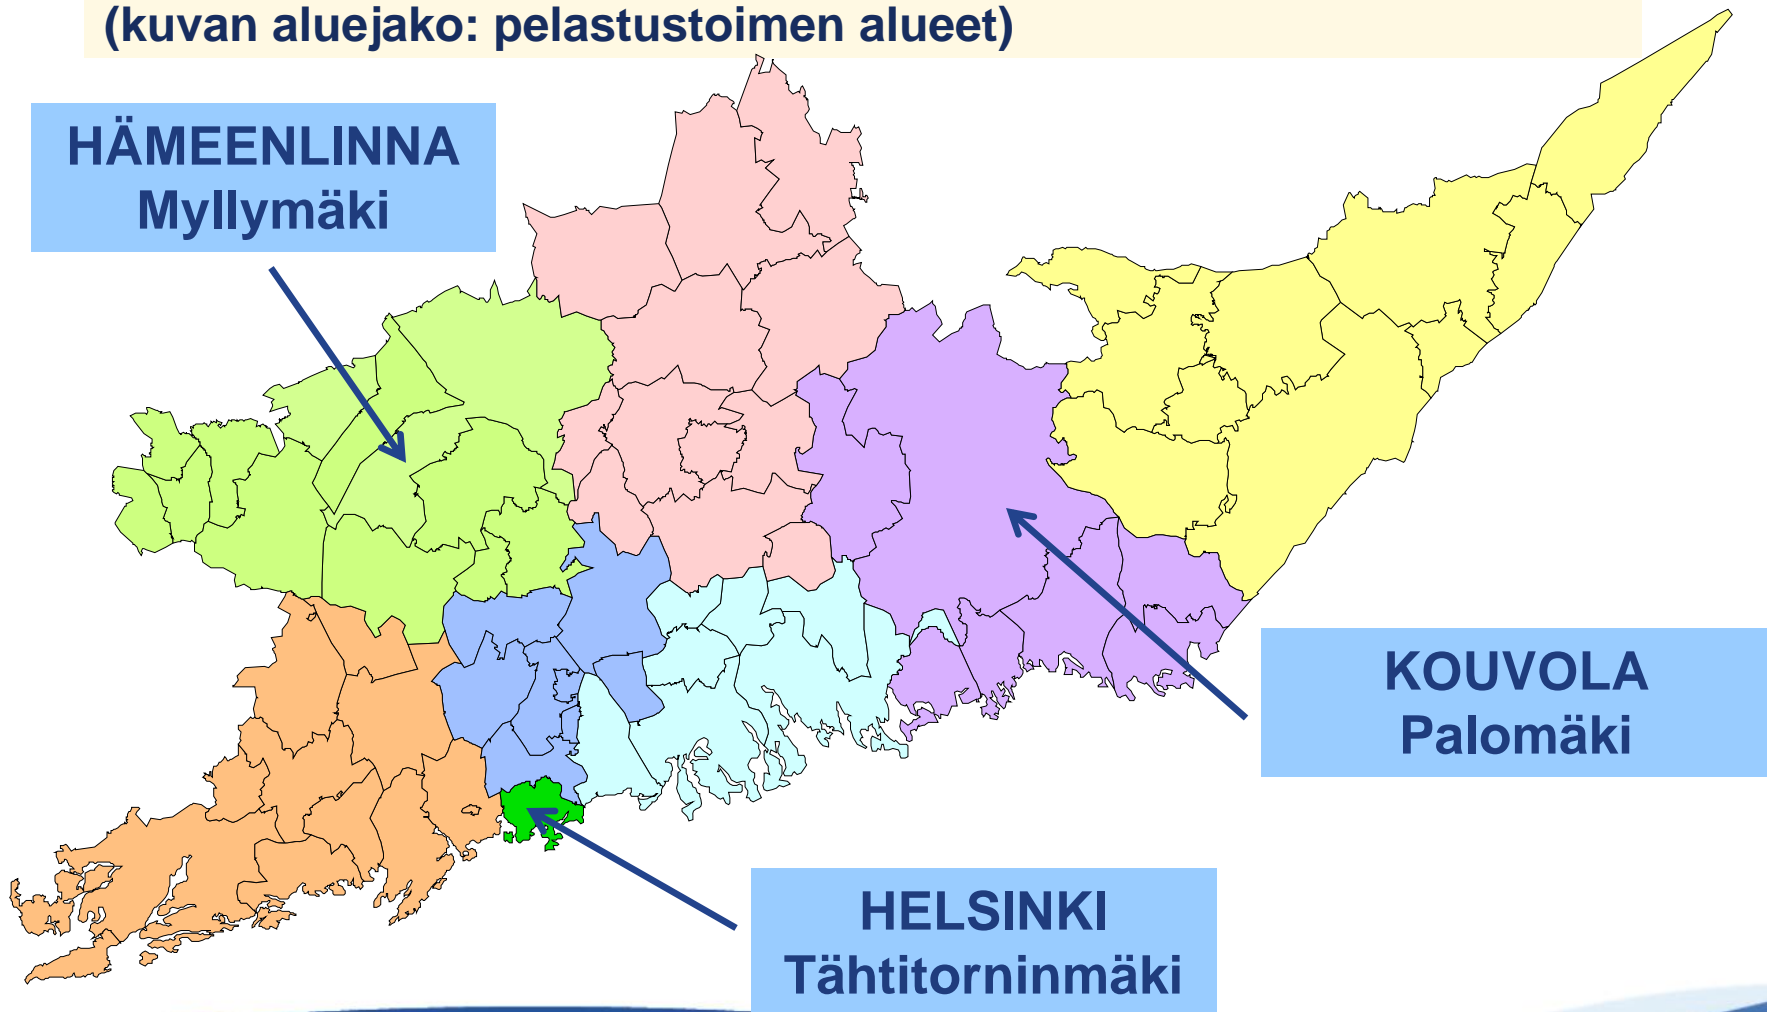 (kuvan aluejako: pelastustoimen alueet)
HÄMEENLINNA
Myllymäki
KOUVOLA
Palomäki
HELSINKI
Tähtitorninmäki